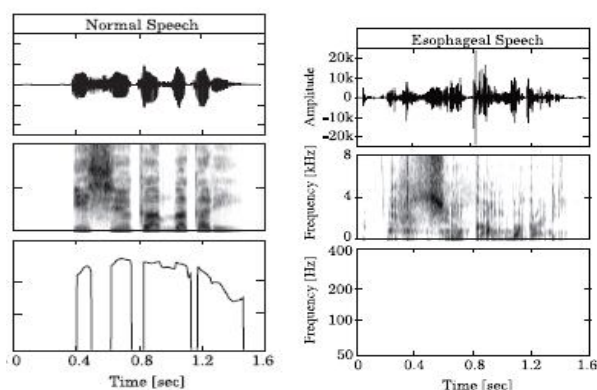 Normal Speech
0 0.4 0.8 1.2 1.6
Time [sec]
Esophageal Speech
Amplitude
20k
10k
0
-10k
-20k
Frequency [kHz]
8
4
0
Frequency [Hz]
400
200
100
50
0 0.4 0.8 1.2 1.6
Time [sec]